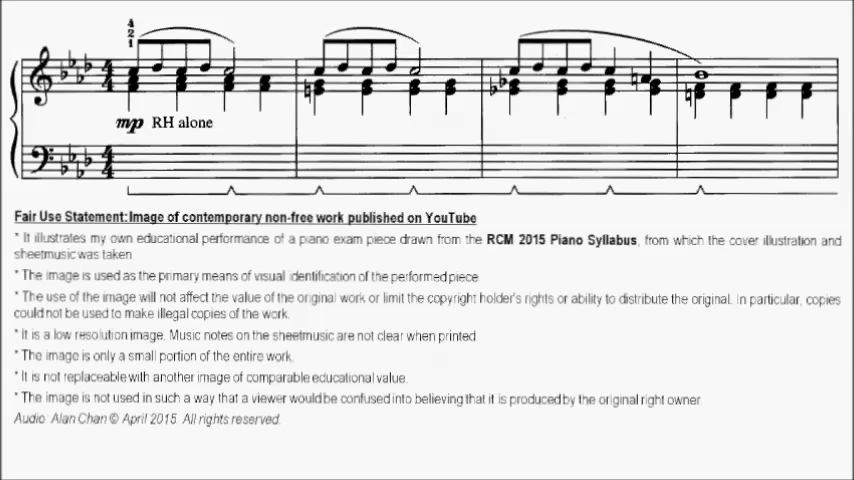 4
2
1
mp RH alone
Fair Use Statement: Image of contemporary non-free work published on YouTube
* It illustrates my own educational performance of a piano exam piece drawn from the RCM 2015 Piano Syllabus, from which the cover illustration and
sheetmusic was taken
* The image is used as the primary means of visual identification of the performed piece
* The use of the image will not affect the value of the original work or limit the copyright holder's rights or ability to distribute the original. In particular, copies
could not be used to make illegal copies of the work.
* It is a low resolution image. Music notes on the sheetmusic are not clear when printed
* The image is only a small portion of the entire work.
* It is not replaceable with another image of comparable educational value.
* The image is not used in such a way that a viewer would be confused into believing that it is produced by the original right owner.
Audio: Alan Chan © April 2015. All rights reserved.